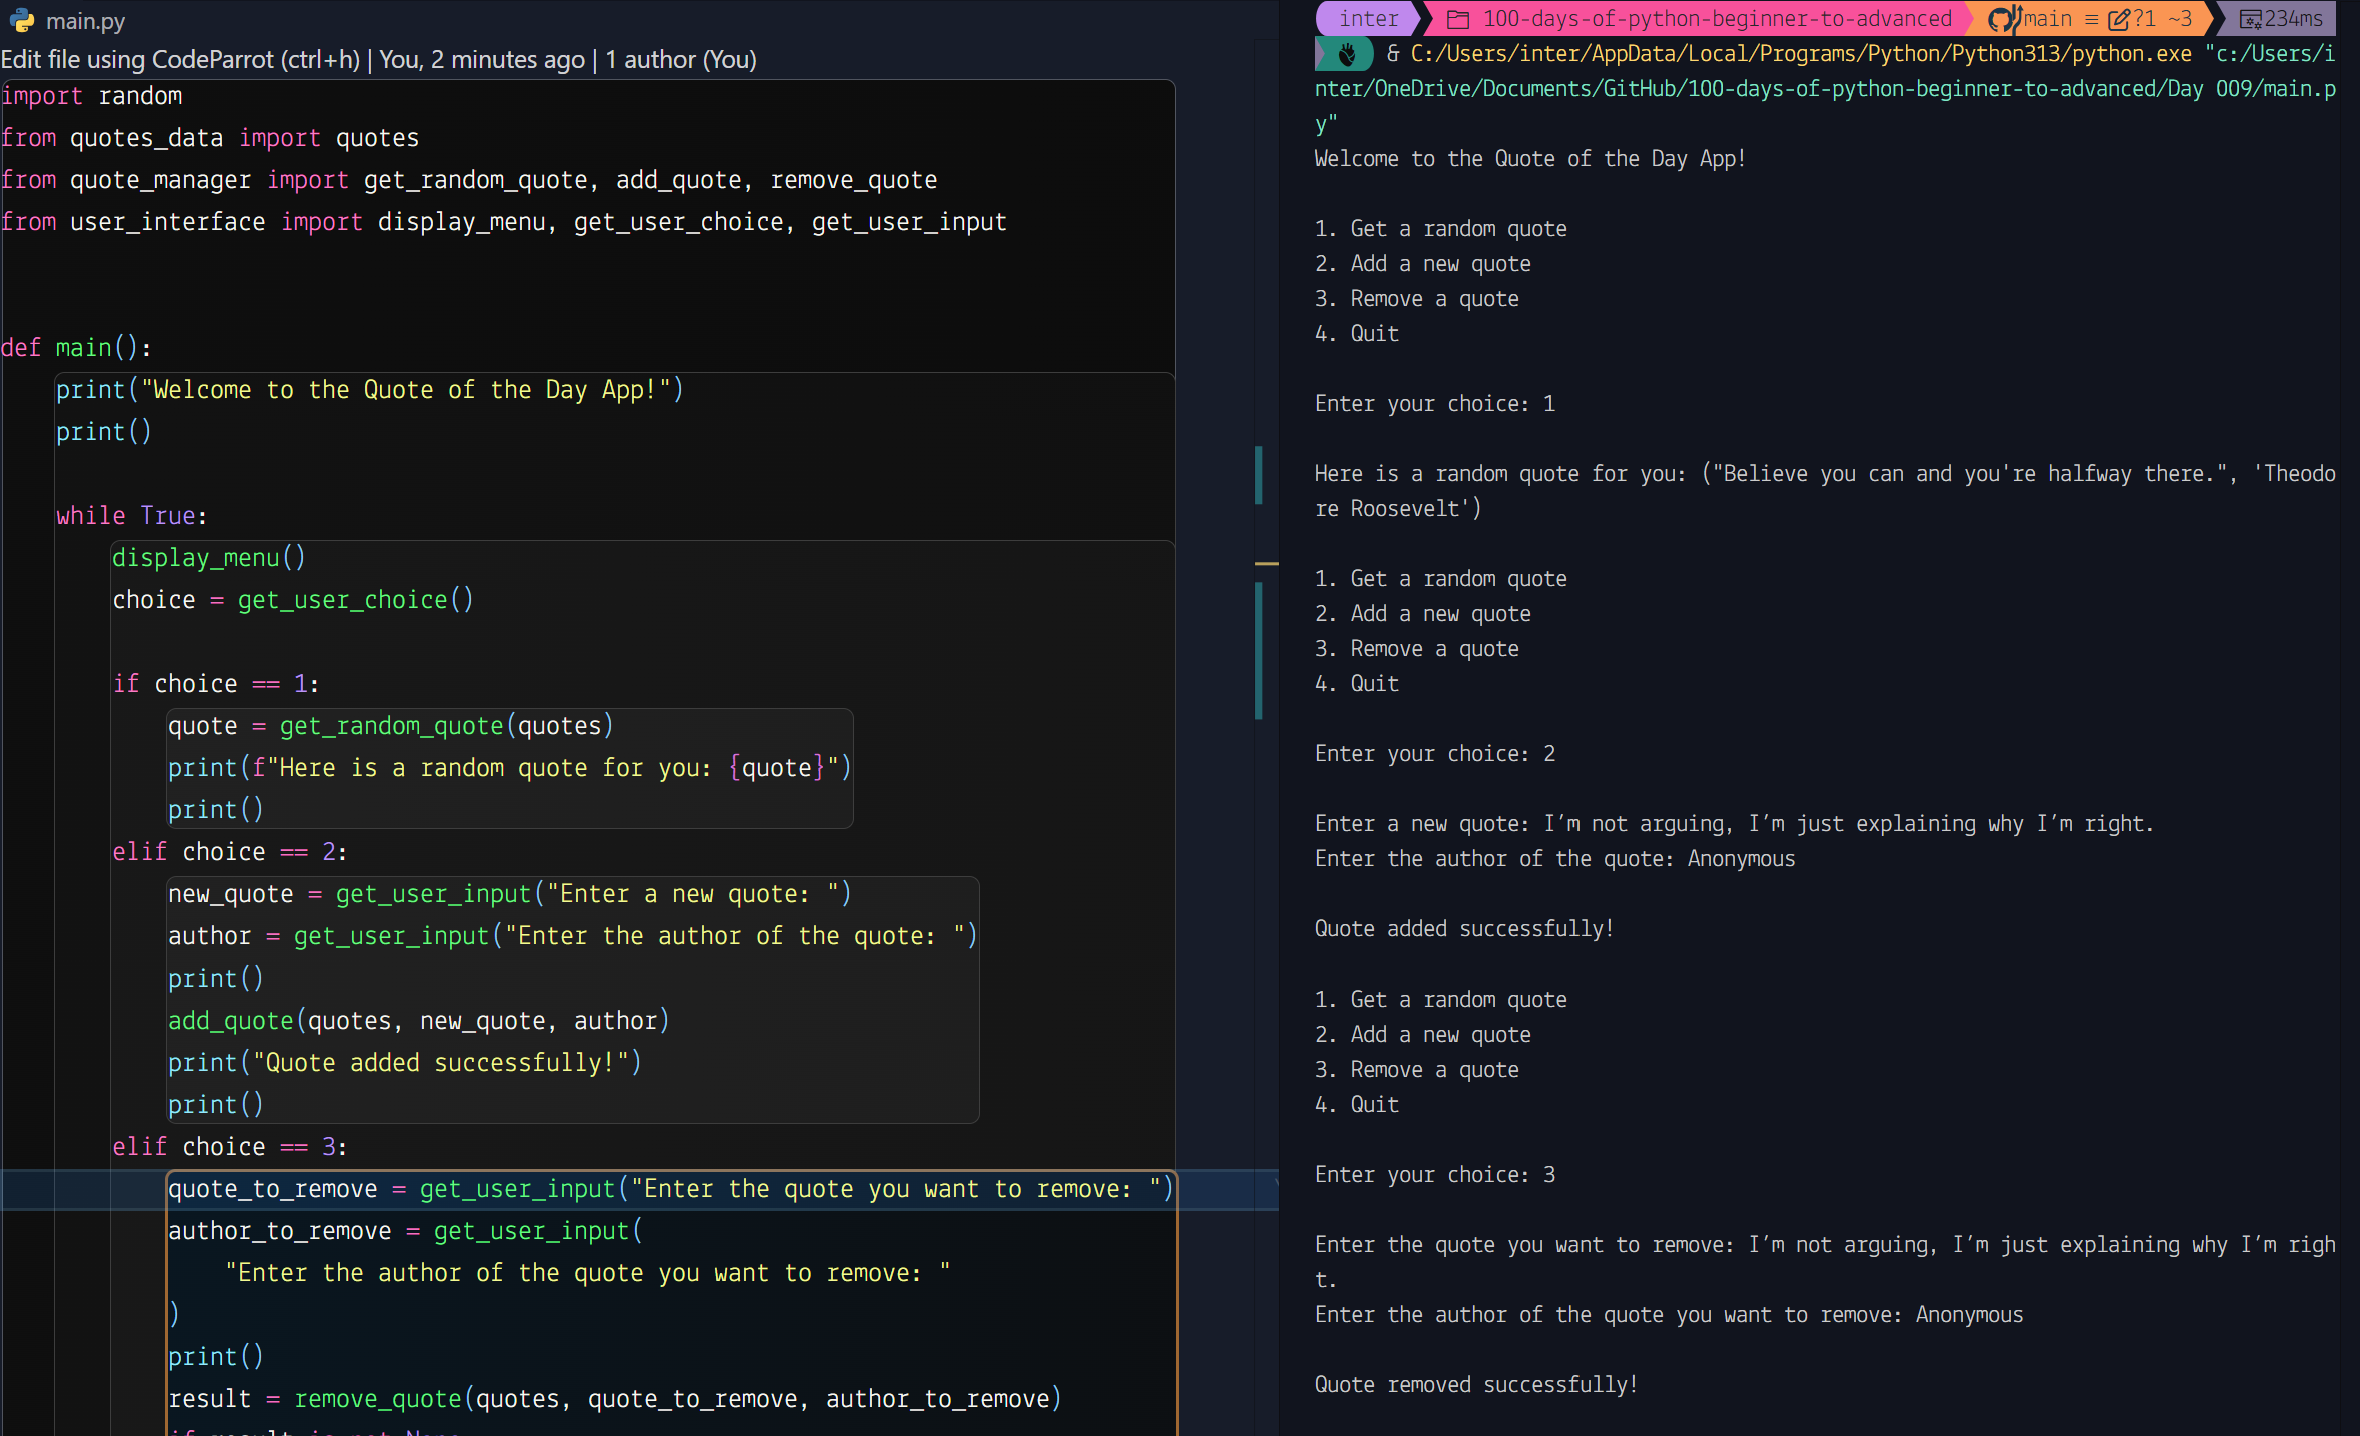 main.py
Edit file using CodeParrot (ctrl+h) | You, 2 minutes ago | 1 author (You)
import random
from quotes_data import quotes
from quote_manager import get_random_quote, add_quote, remove_quote
from user_interface import display_menu, get_user_choice, get_user_input
def main():
    print("Welcome to the Quote of the Day App!")
    print()
    while True:
        display_menu()
        choice = get_user_choice()
        if choice == 1:
            quote = get_random_quote(quotes)
            print(f"Here is a random quote for you: {quote}")
            print()
        elif choice == 2:
            new_quote = get_user_input("Enter a new quote: ")
            author = get_user_input("Enter the author of the quote: ")
            print()
            add_quote(quotes, new_quote, author)
            print("Quote added successfully!")
            print()
        elif choice == 3:
            quote_to_remove = get_user_input("Enter the quote you want to remove: ")
            author_to_remove = get_user_input(
                "Enter the author of the quote you want to remove: "
            )
            print()
            result = remove_quote(quotes, quote_to_remove, author_to_remove)
            if result is not None
inter 100-days-of-python-beginner-to-advanced main ≡ ?1 ~3 234ms
& C:/Users/inter/AppData/Local/Programs/Python/Python313/python.exe "c:/Users/i
nter/OneDrive/Documents/GitHub/100-days-of-python-beginner-to-advanced/Day 009/main.p
y"
Welcome to the Quote of the Day App!
1. Get a random quote
2. Add a new quote
3. Remove a quote
4. Quit
Enter your choice: 1
Here is a random quote for you: ("Believe you can and you're halfway there.", 'Theodo
re Roosevelt')
1. Get a random quote
2. Add a new quote
3. Remove a quote
4. Quit
Enter your choice: 2
Enter a new quote: I’m not arguing, I’m just explaining why I’m right.
Enter the author of the quote: Anonymous
Quote added successfully!
1. Get a random quote
2. Add a new quote
3. Remove a quote
4. Quit
Enter your choice: 3
Enter the quote you want to remove: I’m not arguing, I’m just explaining why I’m righ
t.
Enter the author of the quote you want to remove: Anonymous
Quote removed successfully!